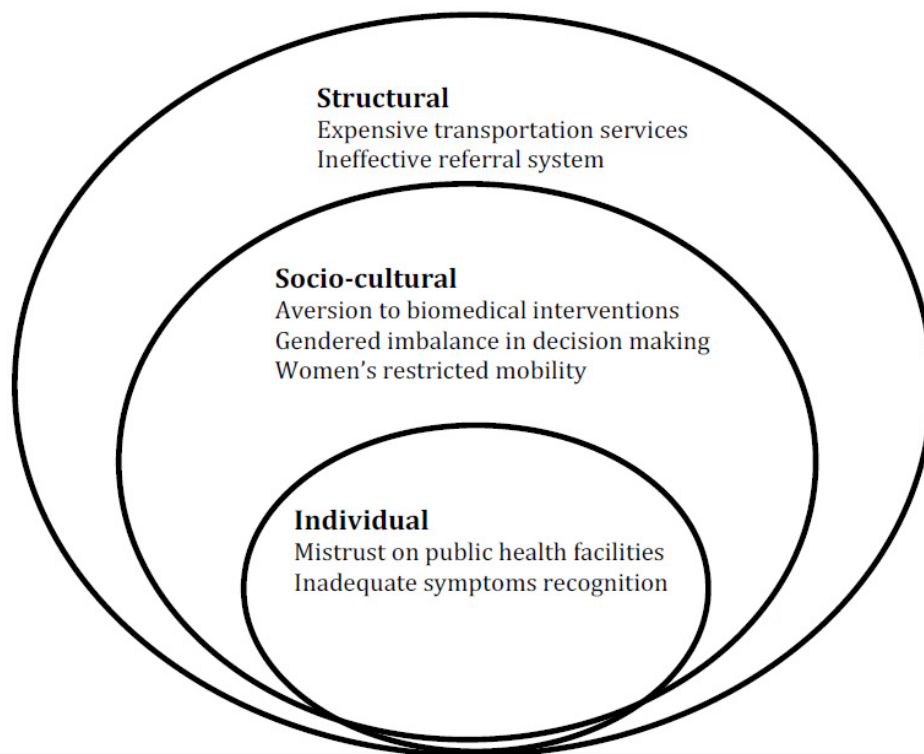 Structural
Expensive transportation services
Ineffective referral system
Socio-cultural
Aversion to biomedical interventions
Gendered imbalance in decision making
Women’s restricted mobility
Individual
Mistrust on public health facilities
Inadequate symptoms recognition